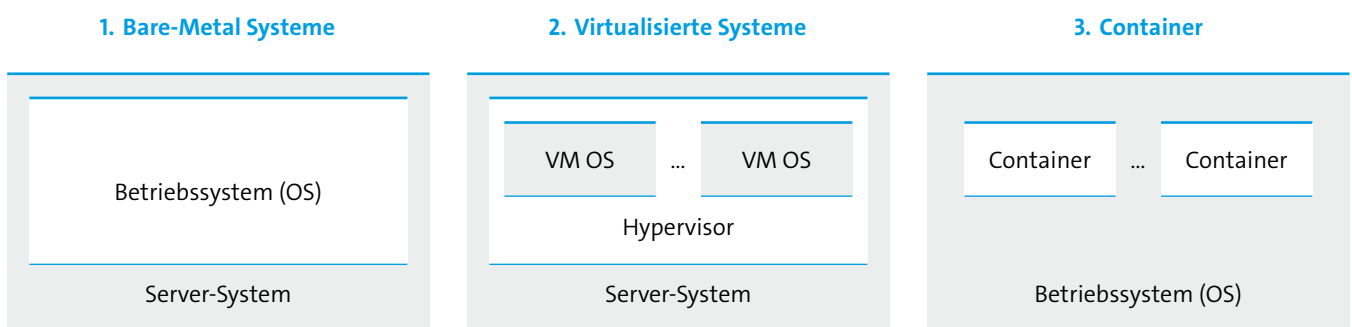 1. Bare-Metal Systeme
Betriebssystem (OS)
Server-System
2. Virtualisierte Systeme
VM OS ... VM OS
Hypervisor
Server-System
3. Container
Container ... Container
Betriebssystem (OS)